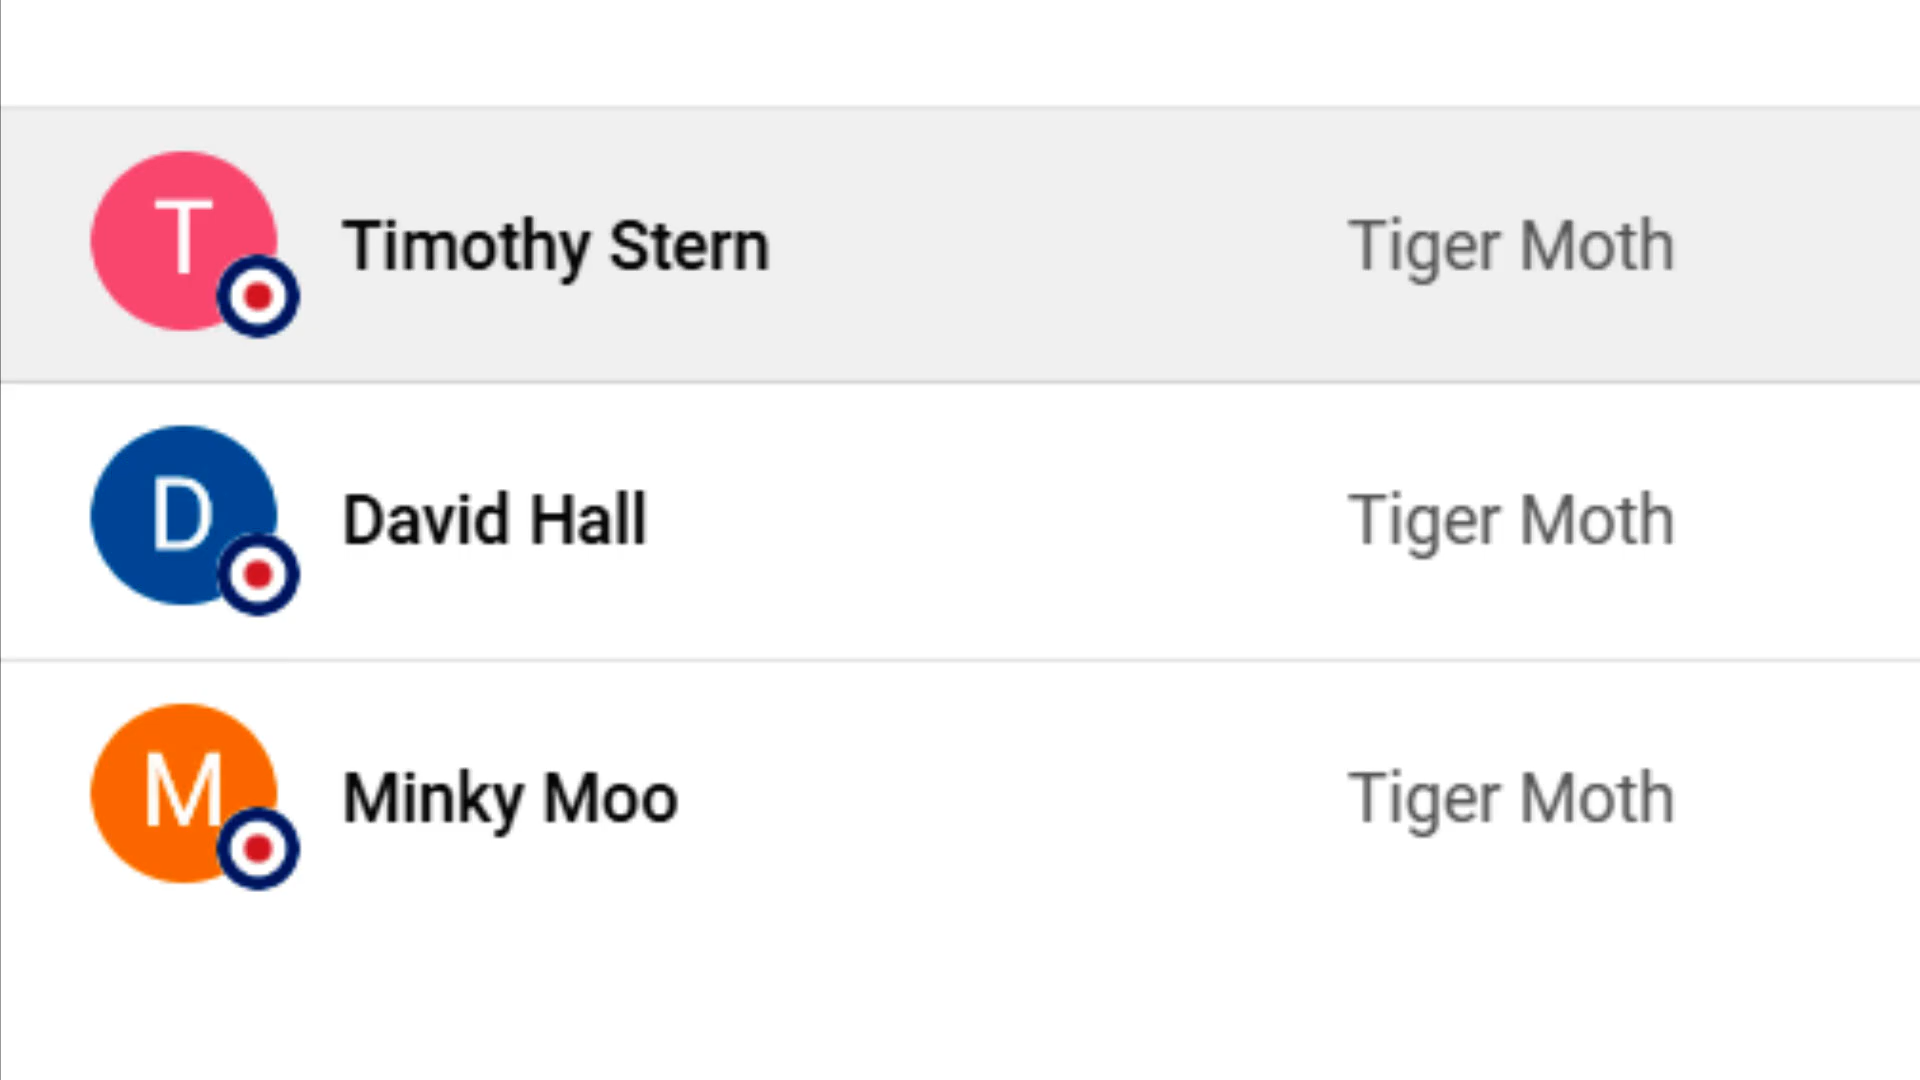 T
Timothy Stern Tiger Moth
D
David Hall Tiger Moth
M
Minky Moo Tiger Moth